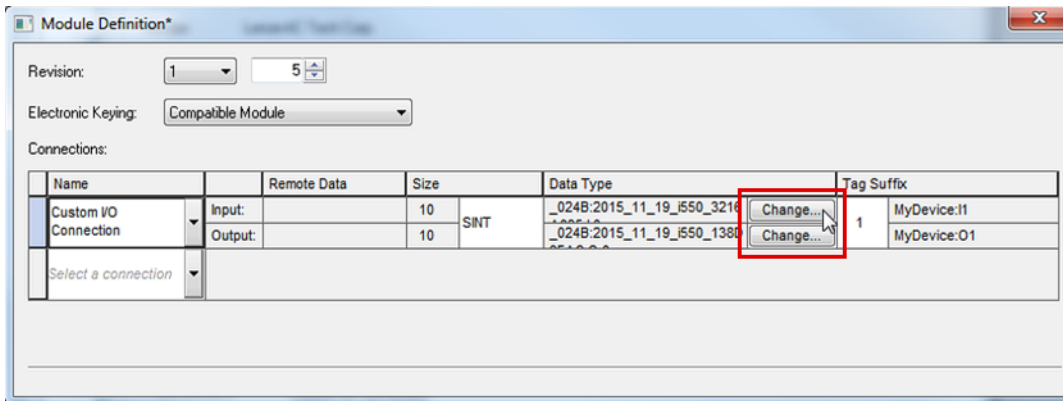 Module Definition*
Revision: 1 5
Electronic Keying: Compatible Module
Connections:
Name Remote Data Size Data Type Tag Suffix
Custom I/O Connection Input: 10 SINT _024B:2015_11_19_i550_3216 Change... 1 MyDevice:I1
Output: 10 _024B:2015_11_19_i550_138D Change... MyDevice:O1
Select a connection